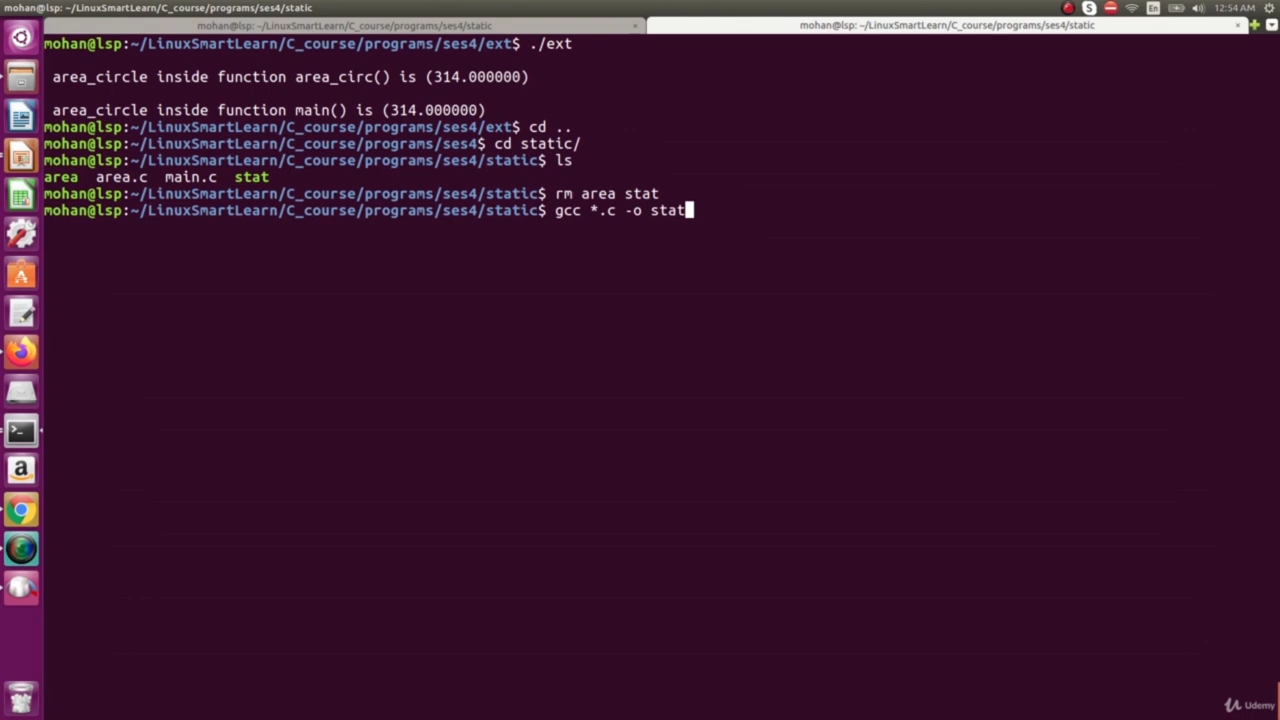 mohan@lsp: ~/LinuxSmartLearn/C_course/programs/ses4/static
En
12:54 AM
mohan@lsp: ~/LinuxSmartLearn/C_course/programs/ses4/static
mohan@lsp: ~/LinuxSmartLearn/C_course/programs/ses4/static
mohan@lsp:~/LinuxSmartLearn/C_course/programs/ses4/ext$ ./ext
area_circle inside function area_circ() is (314.000000)
area_circle inside function main() is (314.000000)
mohan@lsp:~/LinuxSmartLearn/C_course/programs/ses4/ext$ cd ..
mohan@lsp:~/LinuxSmartLearn/C_course/programs/ses4$ cd static/
mohan@lsp:~/LinuxSmartLearn/C_course/programs/ses4/static$ ls
area area.c main.c stat
mohan@lsp:~/LinuxSmartLearn/C_course/programs/ses4/static$ rm area stat
mohan@lsp:~/LinuxSmartLearn/C_course/programs/ses4/static$ gcc *.c -o stat
Udemy